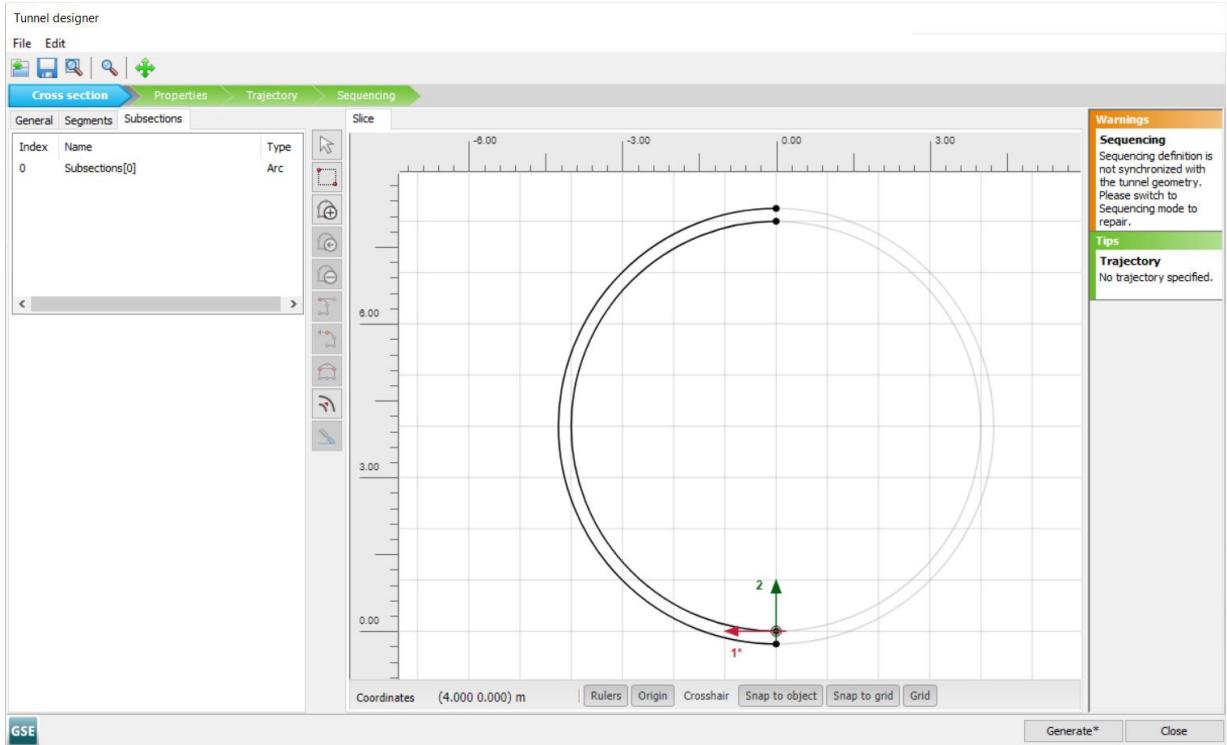 Tunnel designer
File Edit
Cross section Properties Trajectory Sequencing
General Segments Subsections
Index Name Type
0 Subsections[0] Arc
Slice
-6.00 -3.00 0.00 3.00
6.00
3.00
0.00
2
1*
Coordinates (4.000 0.000) m Rulers Origin Crosshair Snap to object Snap to grid Grid
Warnings
Sequencing
Sequencing definition is
not synchronized with
the tunnel geometry.
Please switch to
Sequencing mode to
repair.
Tips
Trajectory
No trajectory specified.
GSE
Generate* Close